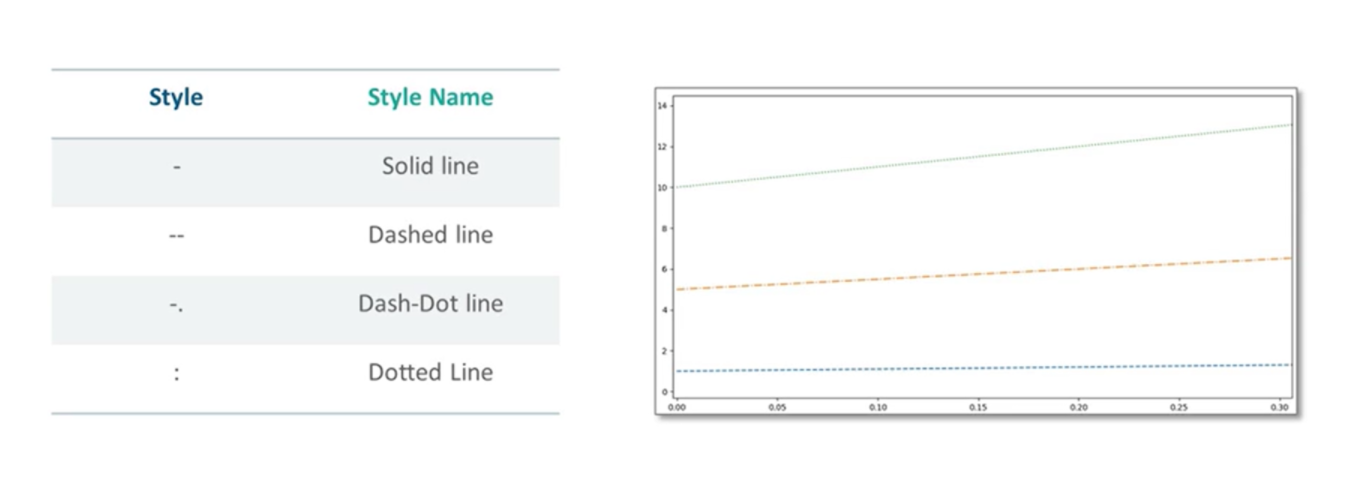 Style Style Name
- Solid line
-- Dashed line
-. Dash-Dot line
: Dotted Line
14
12
10
8
6
4
2
0
0.00 0.05 0.10 0.15 0.20 0.25 0.30